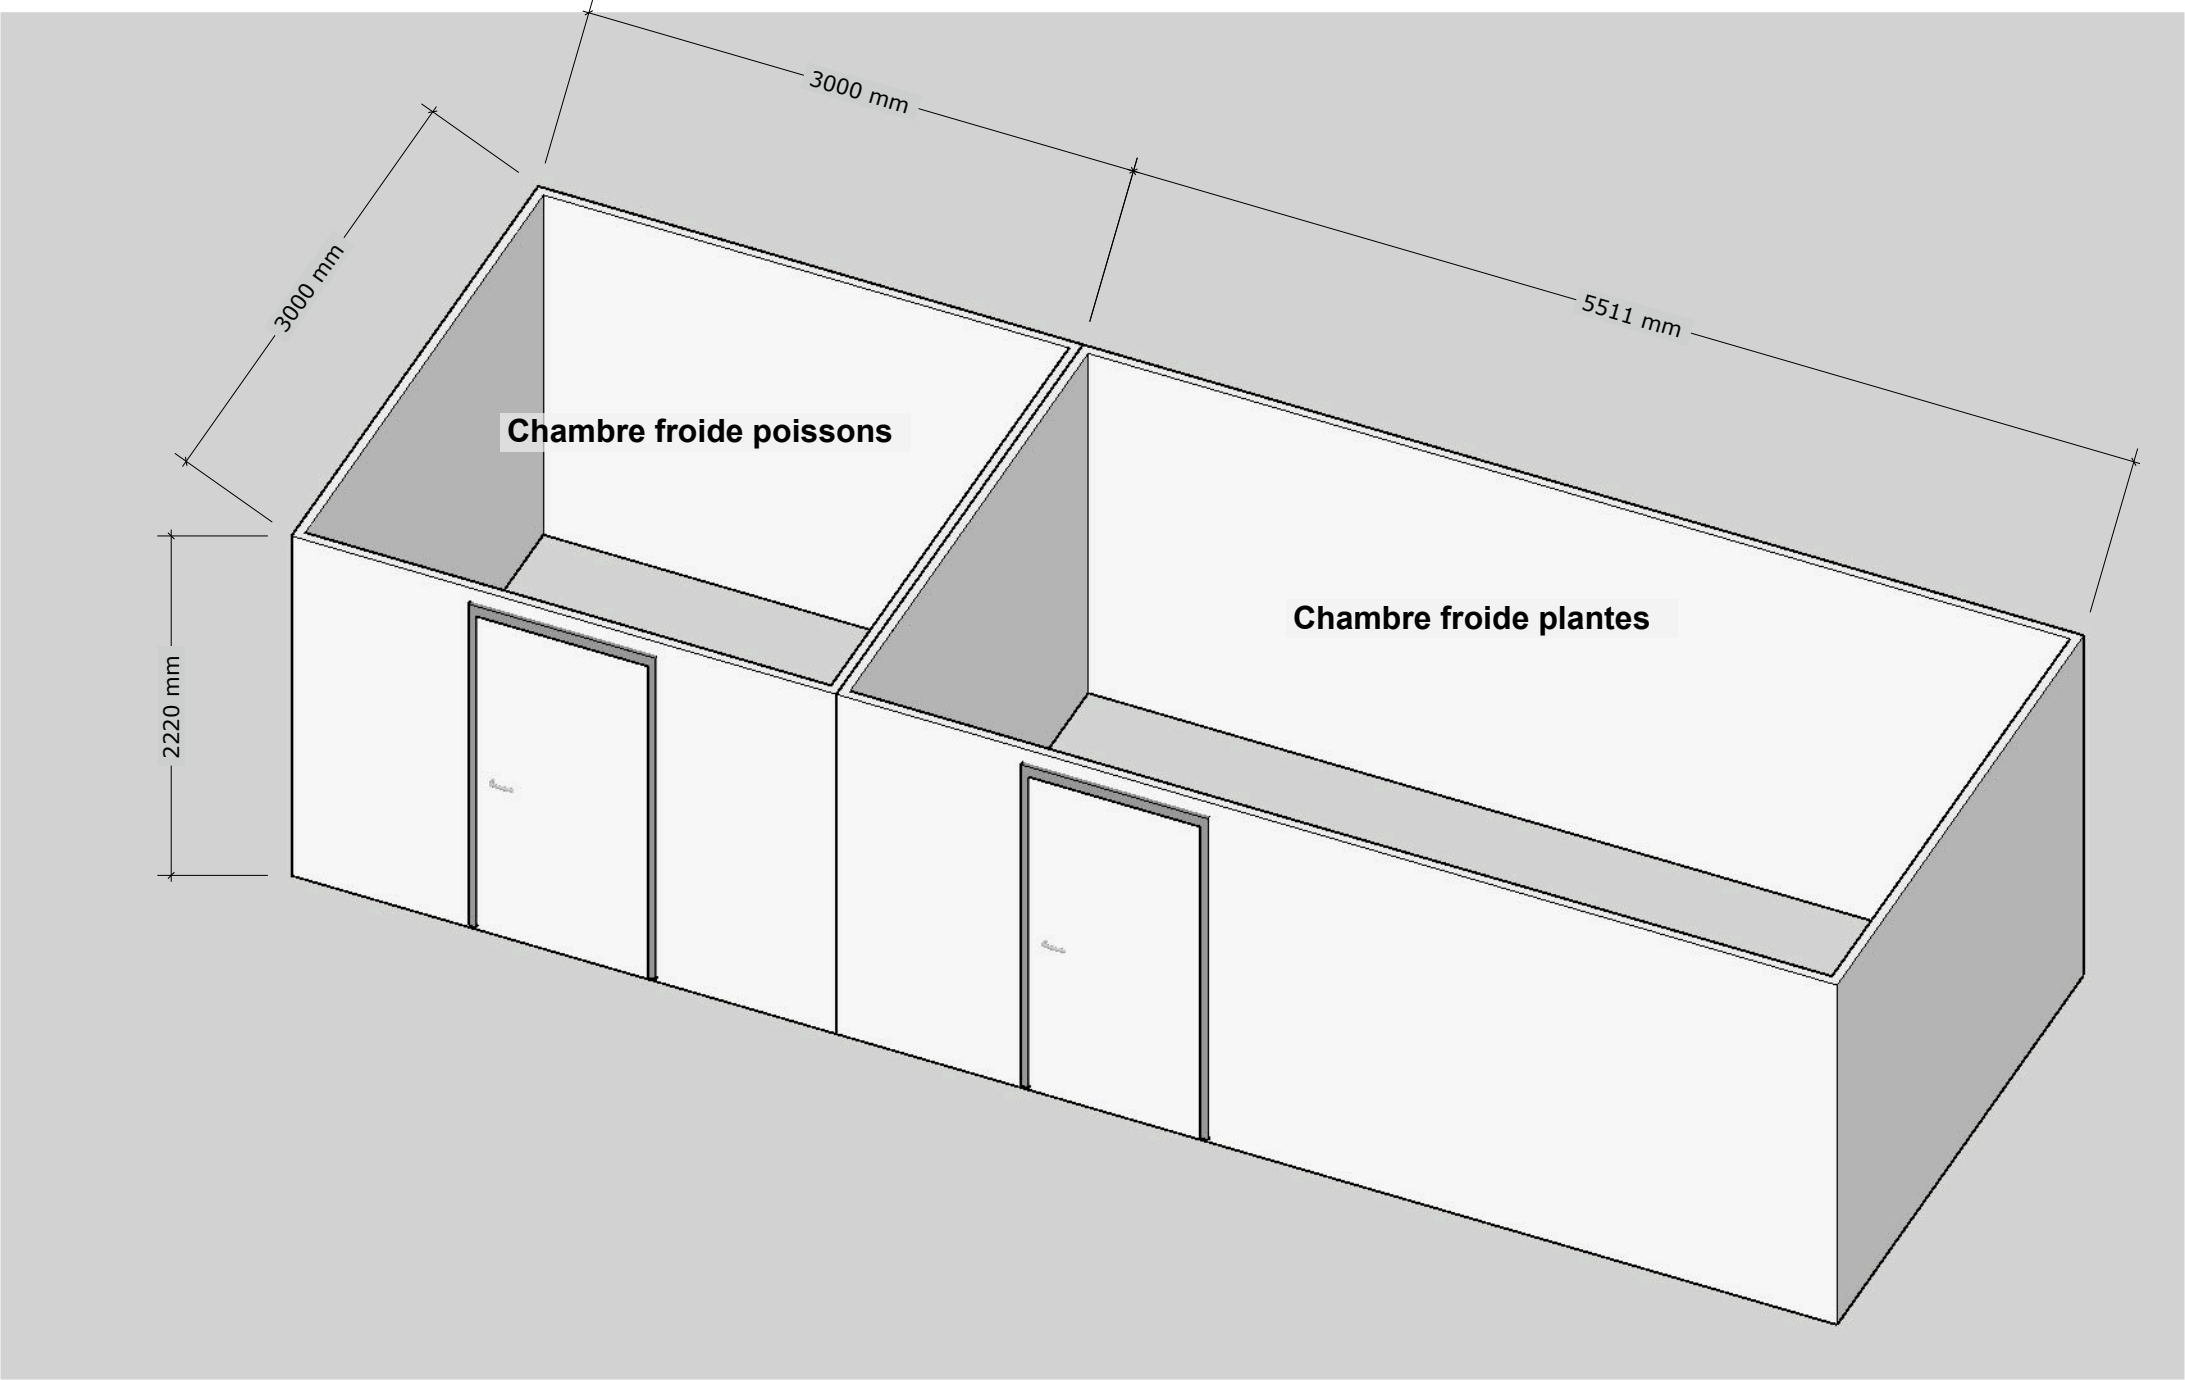 3000 mm
3000 mm
5511 mm
Chambre froide poissons
Chambre froide plantes
2220 mm